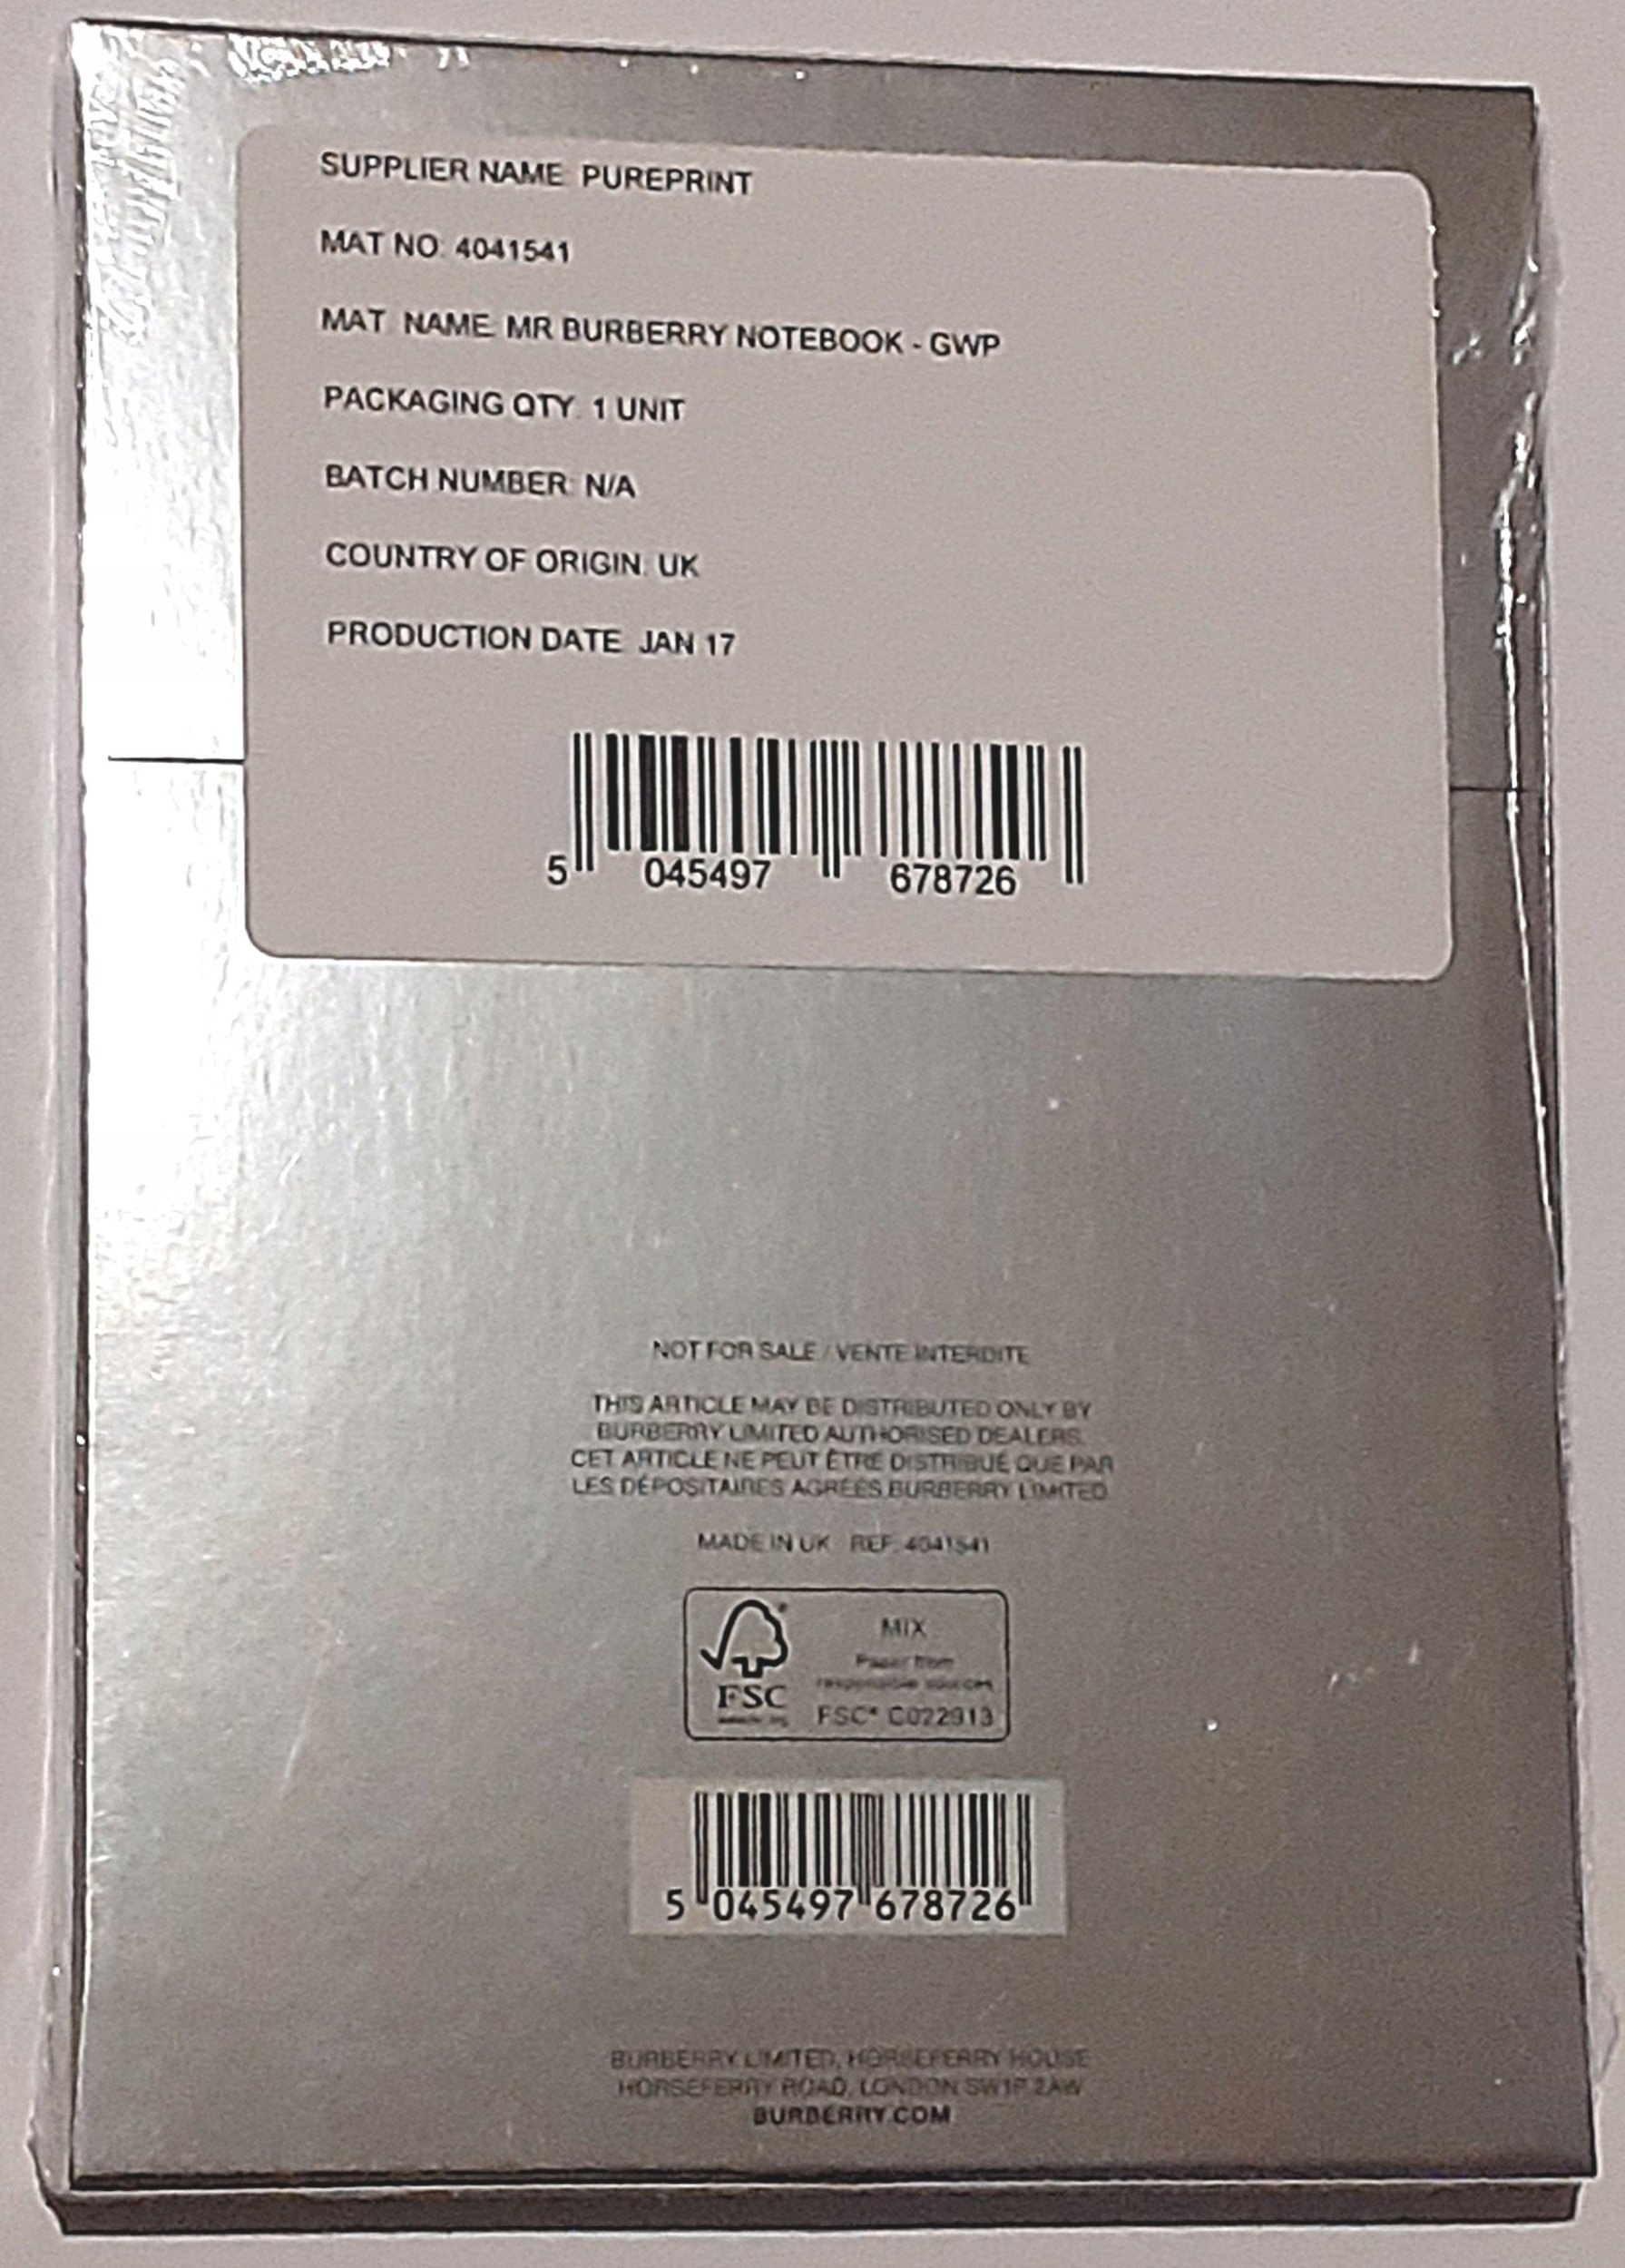 SUPPLIER NAME: PUREPRINT
MAT NO: 4041541
MAT NAME: MR BURBERRY NOTEBOOK - GWP
PACKAGING QTY: 1 UNIT
BATCH NUMBER: N/A
COUNTRY OF ORIGIN: UK
PRODUCTION DATE JAN 17
5 045497 678726
NOT FOR SALE / VENTE INTERDITE
THIS ARTICLE MAY BE DISTRIBUTED ONLY BY
BURBERRY LIMITED AUTHORISED DEALERS.
CET ARTICLE NE PEUT ÊTRE DISTRIBUÉ QUE PAR
LES DÉPOSITAIRES AGRÉÉS BURBERRY LIMITED
MADE IN UK REF: 4041541
MIX
Paper from
responsible sources
FSC® C022913
FSC
5 045497 678726
BURBERRY LIMITED, HORSEFERRY HOUSE
HORSEFERRY ROAD, LONDON SW1P 2AW
BURBERRY.COM